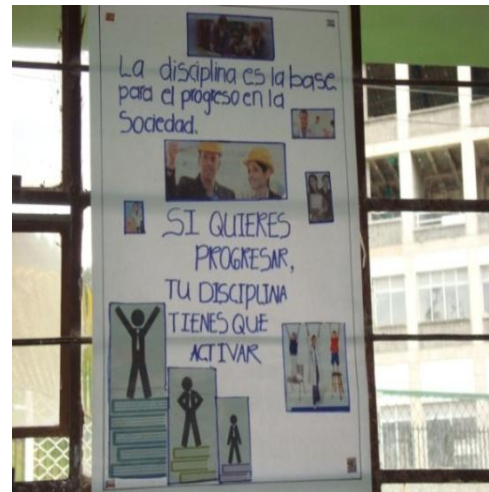 La disciplina es la base
para el progreso en la
Sociedad.
SI QUIERES
PROGRESAR,
TU DISCIPLINA
TIENES QUE
ACTIVAR